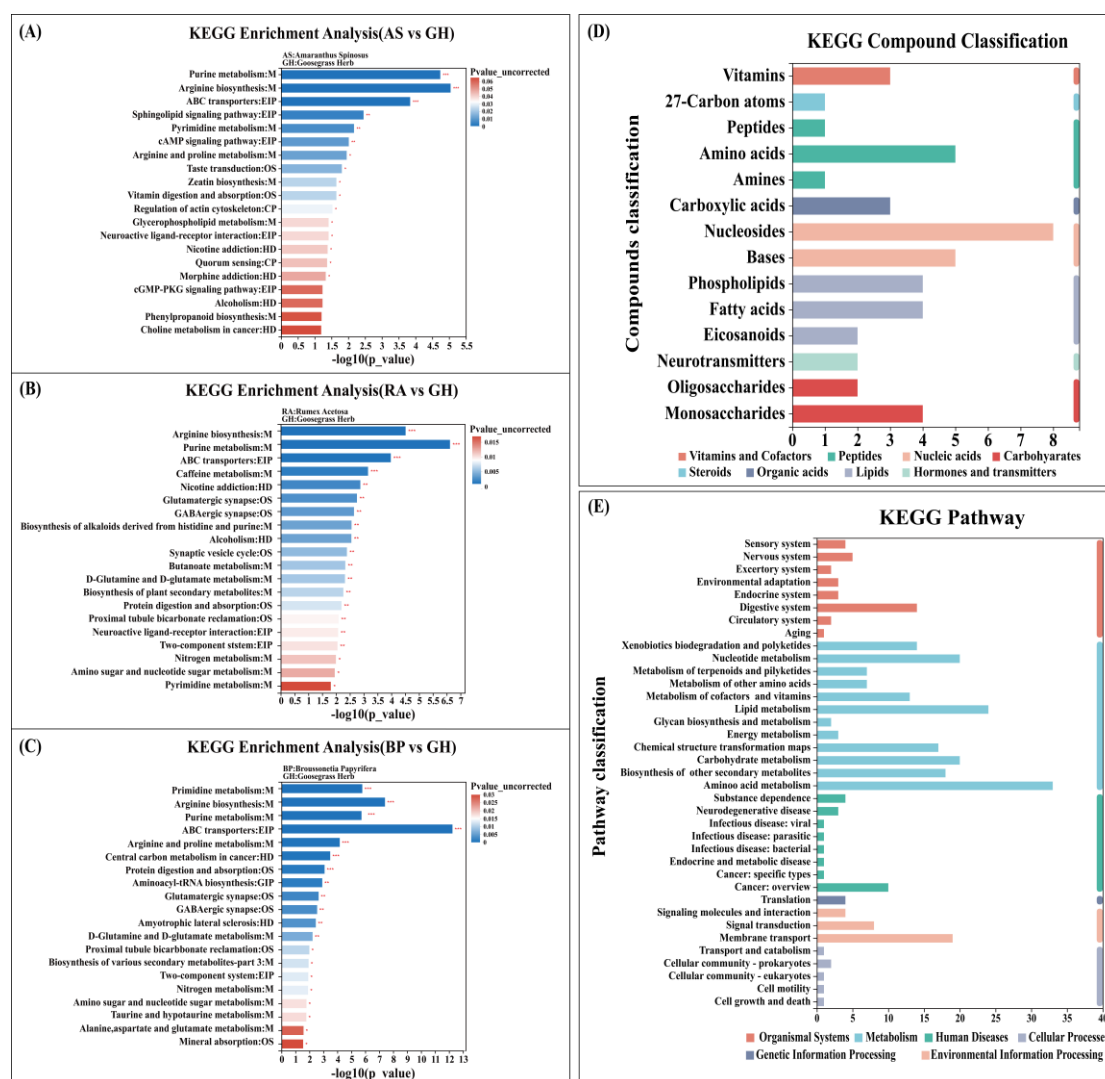 (A)
KEGG Enrichment Analysis(AS vs GH)
AS:Amaranthus Spinosus
GH:Goosegrass Herb
Purine metabolism:M
Arginine biosynthesis:M
ABC transporters:EIP
Sphingolipid signaling pathway:EIP
Pyrimidine metabolism:M
cAMP signaling pathway:EIP
Arginine and proline metabolism:M
Taste transduction:OS
Zeatin biosynthesis:M
Vitamin digestion and absorption:OS
Regulation of actin cytoskeleton:CP
Glycerophospholipid metabolism:M
Neuroactive ligand-receptor interaction:EIP
Nicotine addiction:HD
Quorum sensing:CP
Morphine addiction:HD
cGMP-PKG signaling pathway:EIP
Alcoholism:HD
Phenylpropanoid biosynthesis:M
Choline metabolism in cancer:HD
0 0.5 1 1.5 2 2.5 3 3.5 4 4.5 5 5.5
-log10(p_value)
Pvalue_uncorrected
0.06
0.05
0.04
0.03
0.02
0.01
0
(B)
KEGG Enrichment Analysis(RA vs GH)
RA:Rumex Acetosa
GH:Goosegrass Herb
Arginine biosynthesis:M
Purine metabolism:M
ABC transporters:EIP
Caffeine metabolism:M
Nicotine addiction:HD
Glutamatergic synapse:OS
GABAergic synapse:OS
Biosynthesis of alkaloids derived from histidine and purine:M
Alcoholism:HD
Synaptic vesicle cycle:OS
Butanoate metabolism:M
D-Glutamine and D-glutamate metabolism:M
Biosynthesis of plant secondary metabolites:M
Protein digestion and absorption:OS
Proximal tubule bicarbonate reclamation:OS
Neuroactive ligand-receptor interaction:EIP
Two-component ststem:EIP
Nitrogen metabolism:M
Amino sugar and nucleotide sugar metabolism:M
Pyrimidine metabolism:M
0 0.5 1 1.5 2 2.5 3 3.5 4 4.5 5 5.5 6 6.5 7
-log10(p_value)
Pvalue_uncorrected
0.015
0.01
0.005
0
(C)
KEGG Enrichment Analysis(BP vs GH)
BP:Broussonetia Papyrifera
GH:Goosegrass Herb
Primidine metabolism:M
Arginine biosynthesis:M
Purine metabolism:M
ABC transporters:EIP
Arginine and proline metabolism:M
Central carbon metabolism in cancer:HD
Protein digestion and absorption:OS
Aminoacyl-tRNA biosynthesis:GIP
Glutamatergic synapse:OS
GABAergic synapse:OS
Amyotrophic lateral sclerosis:HD
D-Glutamine and D-glutamate metabolism:M
Proximal tubule bicarbbonate reclamation:OS
Biosynthesis of various secondary metabolites-part 3:M
Two-component system:EIP
Nitrogen metabolism:M
Amino sugar and nucleotide sugar metabolism:M
Taurine and hypotaurine metabolism:M
Alanine,aspartate and glutamate metabolism:M
Mineral absorption:OS
0 1 2 3 4 5 6 7 8 9 10 11 12 13
-log10(p_value)
Pvalue_uncorrected
0.03
0.025
0.02
0.015
0.01
0.005
0
(D)
KEGG Compound Classification
Compounds classification
Vitamins
27-Carbon atoms
Peptides
Amino acids
Amines
Carboxylic acids
Nucleosides
Bases
Phospholipids
Fatty acids
Eicosanoids
Neurotransmitters
Oligosaccharides
Monosaccharides
0 1 2 3 4 5 6 7 8
Vitamins and Cofactors Peptides Nucleic acids Carbohyarates
Steroids Organic acids Lipids Hormones and transmitters
(E)
KEGG Pathway
Pathway classification
Sensory system
Nervous system
Excertory system
Environmental adaptation
Endocrine system
Digestive system
Circulatory system
Aging
Xenobiotics biodegradation and polyketides
Nucleotide metabolism
Metabolism of terpenoids and pilyketides
Metabolism of other amino acids
Metabolism of cofactors and vitamins
Lipid metabolism
Glycan biosynthesis and metabolism
Energy metabolism
Chemical structure transformation maps
Carbohydrate metabolism
Biosynthesis of other secondary metabolites
Aminoo acid metabolism
Substance dependence
Neurodegenerative disease
Infectious disease: viral
Infectious disease: parasitic
Infectious disease: bacterial
Endocrine and metabolic disease
Cancer: specific types
Cancer: overview
Translation
Signaling molecules and interaction
Signal transduction
Membrane transport
Transport and catabolism
Cellular community - prokaryotes
Cellular community - eukaryotes
Cell motility
Cell growth and death
0 5 10 15 20 25 30 35 40
Organismal Systems Metabolism Human Diseases Cellular Processe
Genetic Information Processing Environmental Information Processing